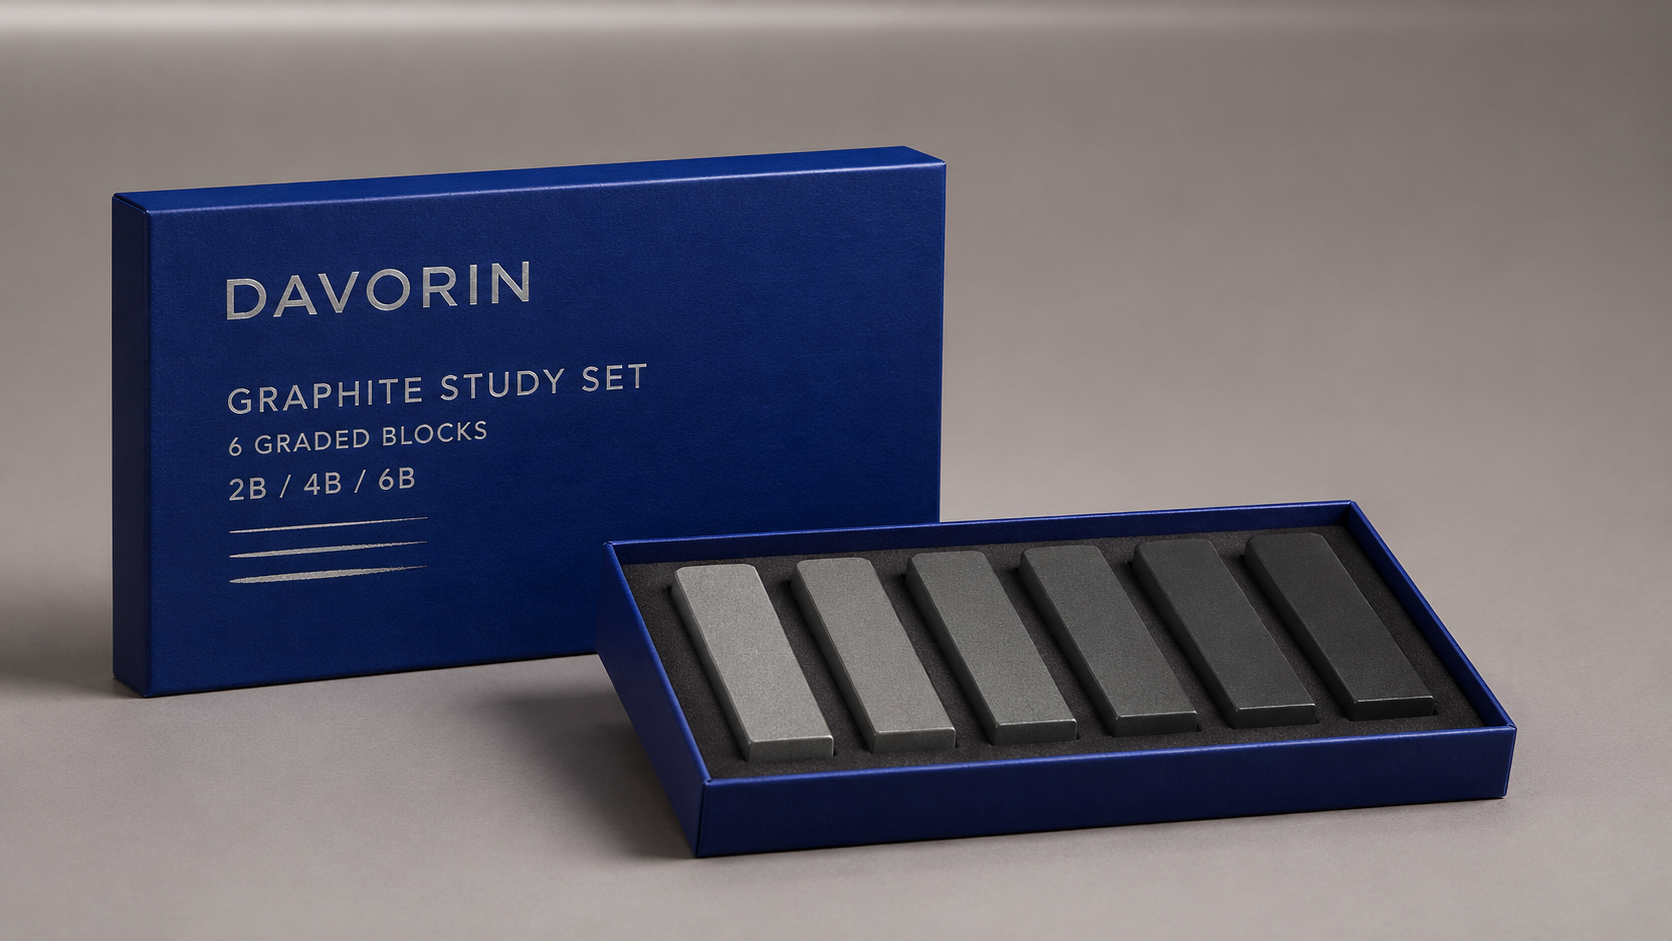 DAVORIN
GRAPHITE STUDY SET
6 GRADED BLOCKS
2B / 4B / 6B